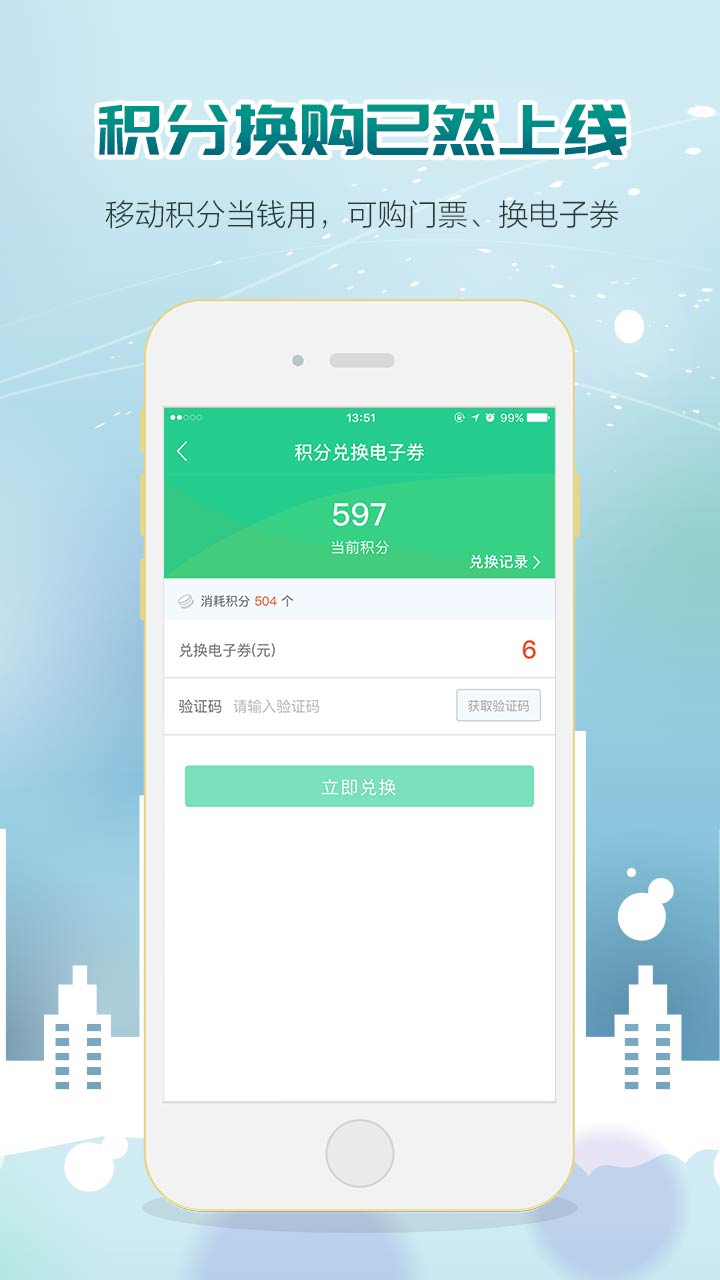 积分换购已然上线
移动积分当钱用，可购门票、换电子券
13:51
99%
积分兑换电子券
597
当前积分
兑换记录
消耗积分 504 个
兑换电子券(元)
6
验证码 请输入验证码 获取验证码
立即兑换